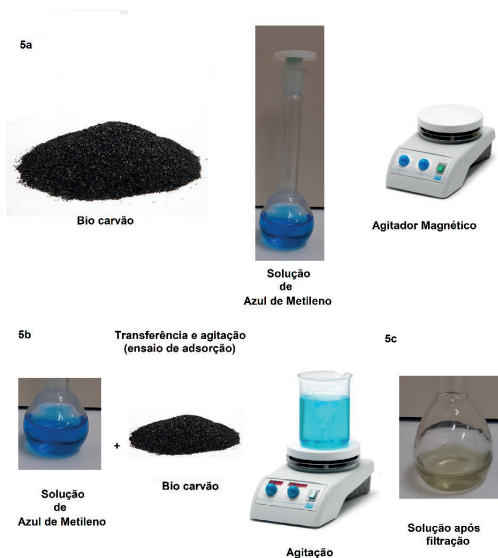 5a
Bio carvão
Solução
de
Azul de Metileno
Agitador Magnético
5b
Transferência e agitação
(ensaio de adsorção)
5c
+
Solução
de
Azul de Metileno
Bio carvão
Agitação
Solução após
filtração